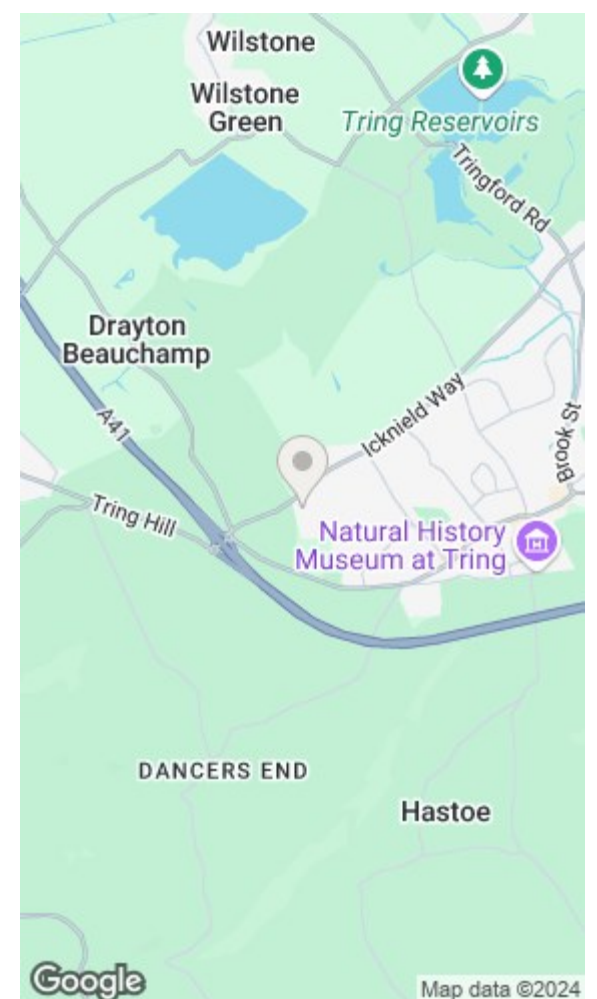 Wilstone
Wilstone
Green
Tring Reservoirs
Tringford Rd
Drayton
Beauchamp
A41
Icknield Way
Brook St
Tring Hill
Natural History
Museum at Tring
DANCERS END
Hastoe
Google
Map data ©2024